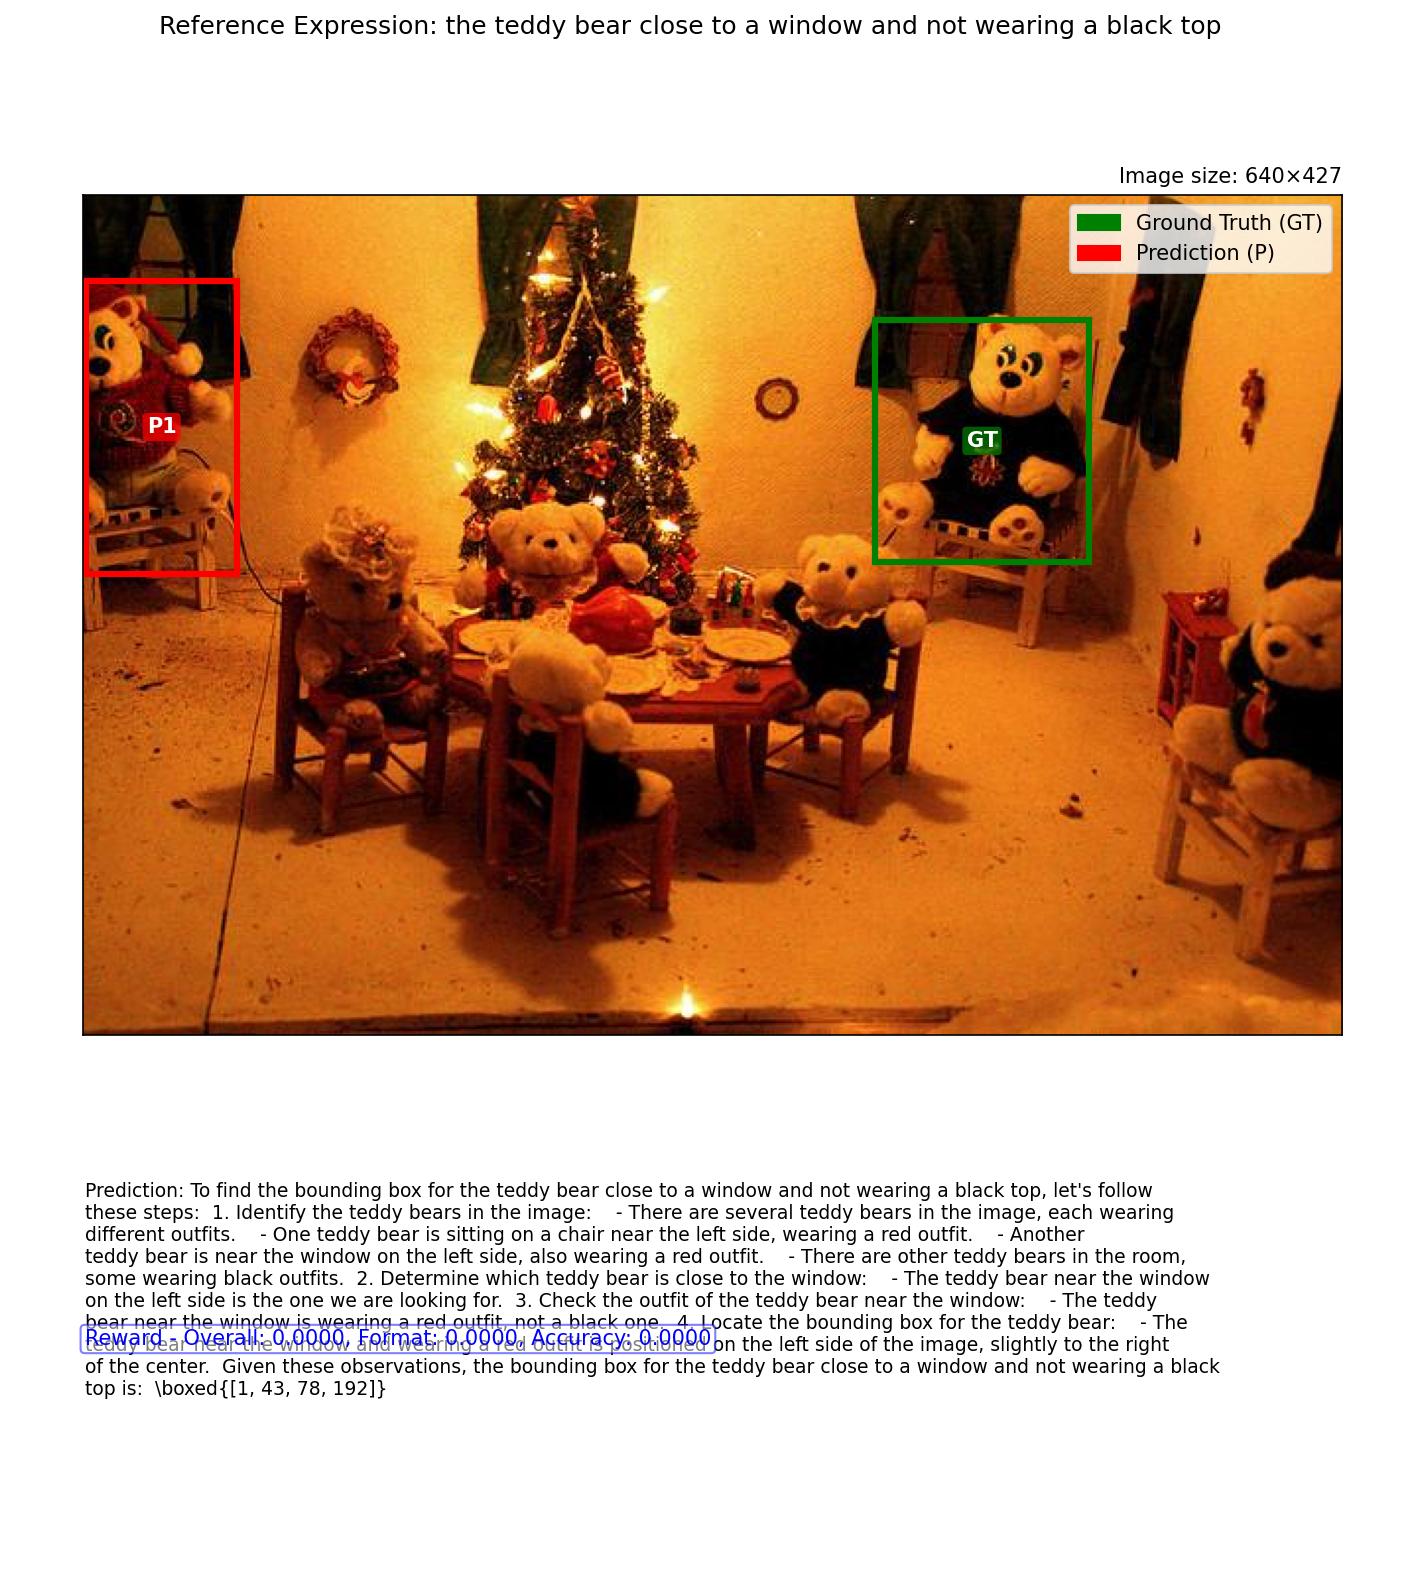 Reference Expression: the teddy bear close to a window and not wearing a black top
Image size: 640×427
Ground Truth (GT)
Prediction (P)
P1
GT
Prediction: To find the bounding box for the teddy bear close to a window and not wearing a black top, let's follow
these steps:  1. Identify the teddy bears in the image:    - There are several teddy bears in the image, each wearing
different outfits.    - One teddy bear is sitting on a chair near the left side, wearing a red outfit.    - Another
teddy bear is near the window on the left side, also wearing a red outfit.    - There are other teddy bears in the room,
some wearing black outfits.  2. Determine which teddy bear is close to the window:    - The teddy bear near the window
on the left side is the one we are looking for.  3. Check the outfit of the teddy bear near the window:    - The teddy
bear near the window is wearing a red outfit, not a black one.  4. Locate the bounding box for the teddy bear:    - The
Reward - Overall: 0.0000, Format: 0.0000, Accuracy: 0.0000
teddy bear near the window and wearing a red outfit is positioned on the left side of the image, slightly to the right
of the center.  Given these observations, the bounding box for the teddy bear close to a window and not wearing a black
top is:  \boxed{[1, 43, 78, 192]}